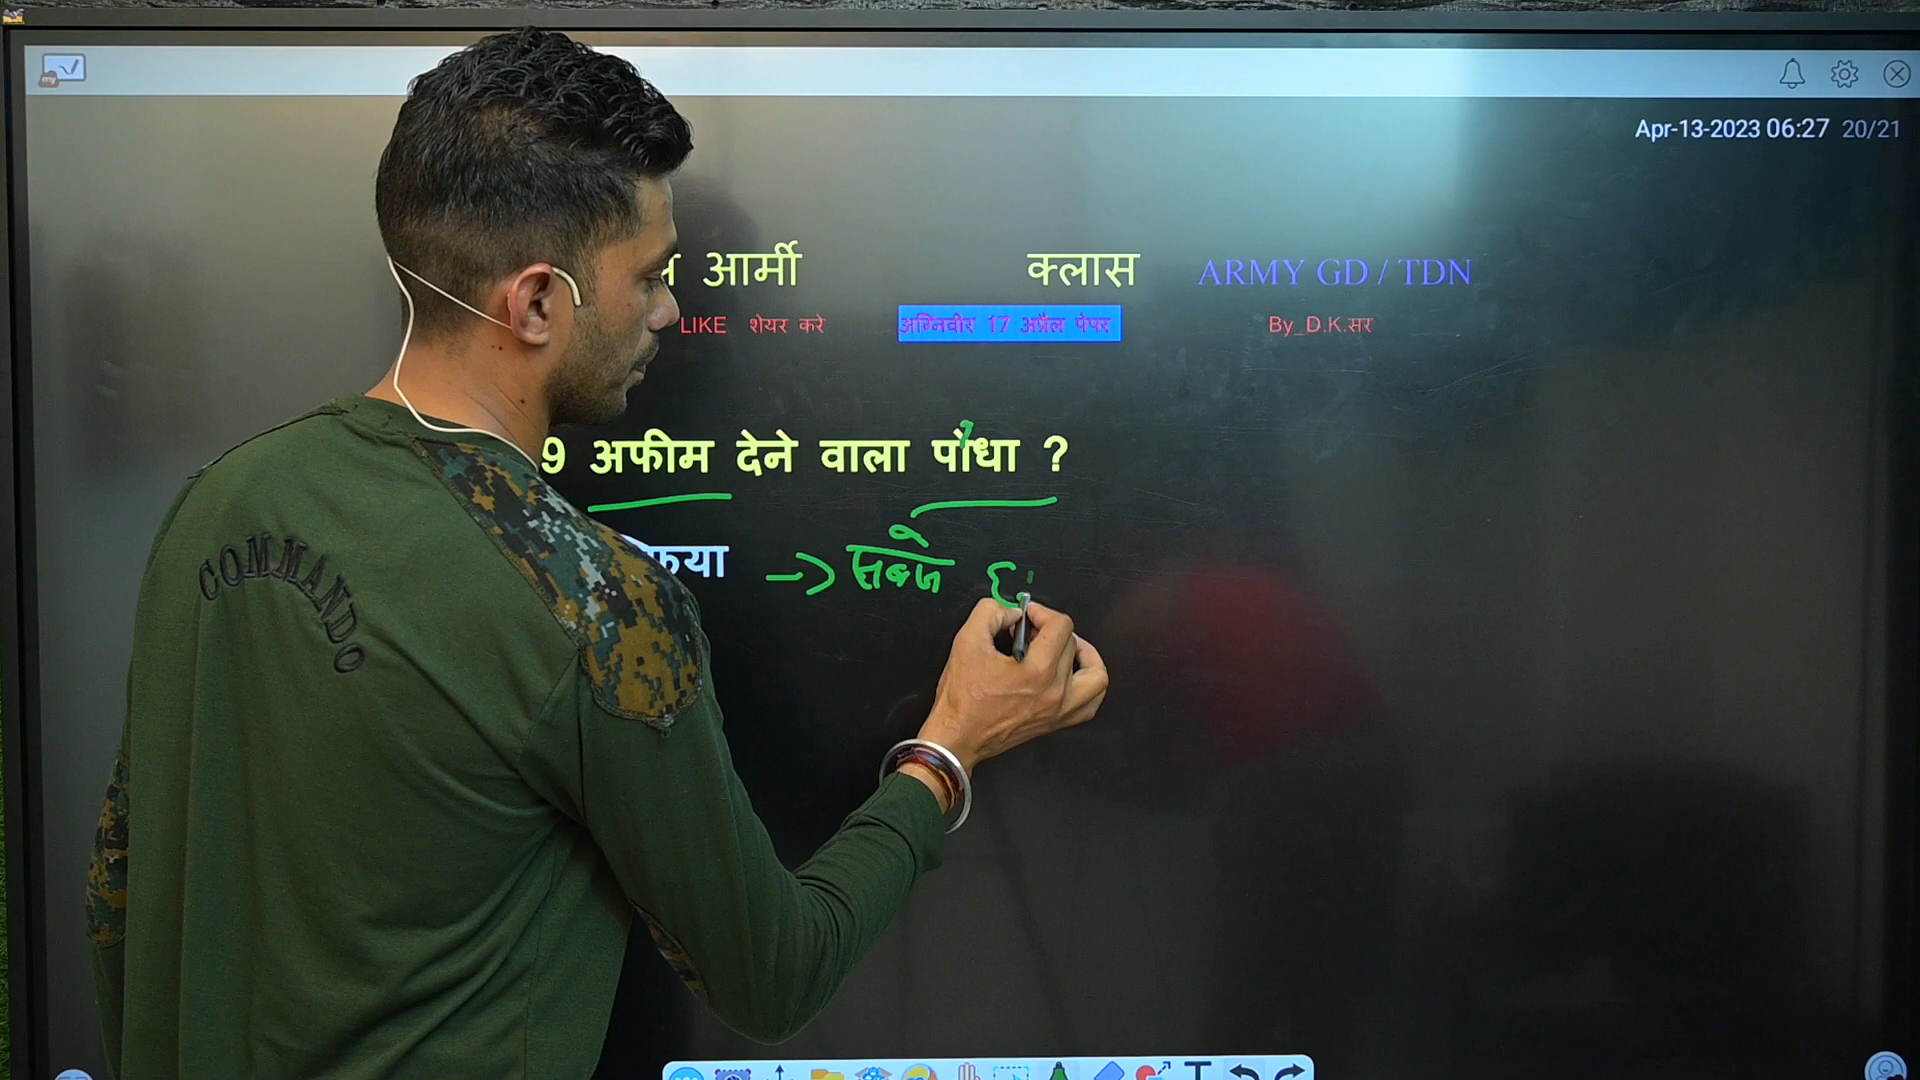 Apr-13-2023 06:27 20/21
आर्मी क्लास ARMY GD / TDN
LIKE शेयर करे अग्निवीर 17 अप्रैल पेपर By_D.K.सर
9 अफीम देने वाला पौधा ?
COMMANDO